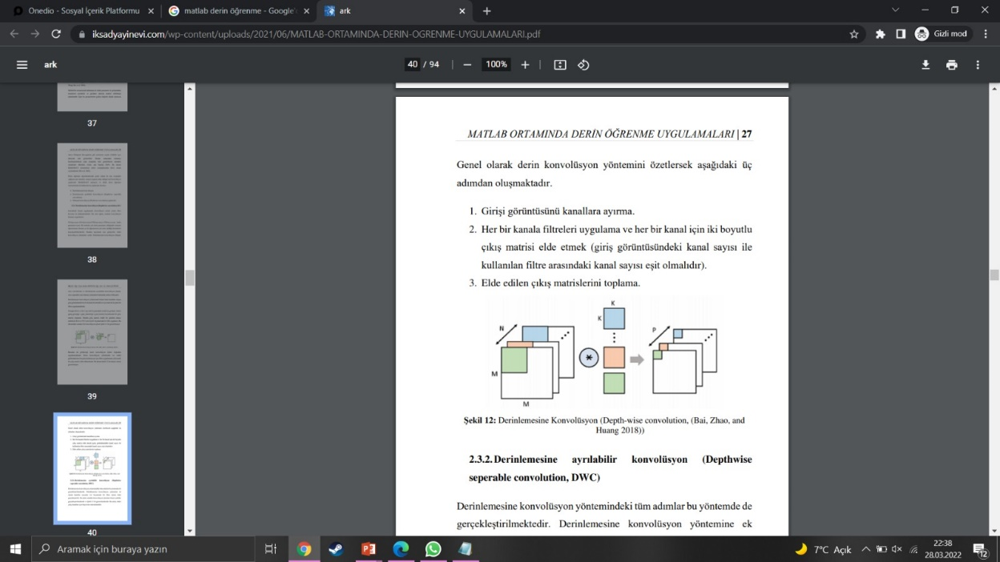 Onedio - Sosyal İçerik Platformu
matlab derin öğrenme - Google'
ark
iksadyayinevi.com/wp-content/uploads/2021/06/MATLAB-ORTAMINDA-DERIN-OGRENME-UYGULAMALARI.pdf
Gizli mod
ark
40 / 94
100%
37
38
39
40
MATLAB ORTAMINDA DERİN ÖĞRENME UYGULAMALARI | 27
Genel olarak derin konvolüsyon yöntemini özetlersek aşağıdaki üç
adımdan oluşmaktadır.
1. Girişi görüntüsünü kanallara ayırma.
2. Her bir kanala filtreleri uygulama ve her bir kanal için iki boyutlu
çıkış matrisi elde etmek (giriş görüntüsündeki kanal sayısı ile
kullanılan filtre arasındaki kanal sayısı eşit olmalıdır).
3. Elde edilen çıkış matrislerini toplama.
K
K
N
P
M
M
Şekil 12: Derinlemesine Konvolüsyon (Depth-wise convolution, (Bai, Zhao, and
Huang 2018))
2.3.2. Derinlemesine ayrılabilir konvolüsyon (Depthwise
seperable convolution, DWC)
Derinlemesine konvolüsyon yöntemindeki tüm adımlar bu yöntemde de
gerçekleştirilmektedir. Derinlemesine konvolüsyon yöntemine ek
Aramak için buraya yazın
7°C Açık
22:38
28.03.2022
12